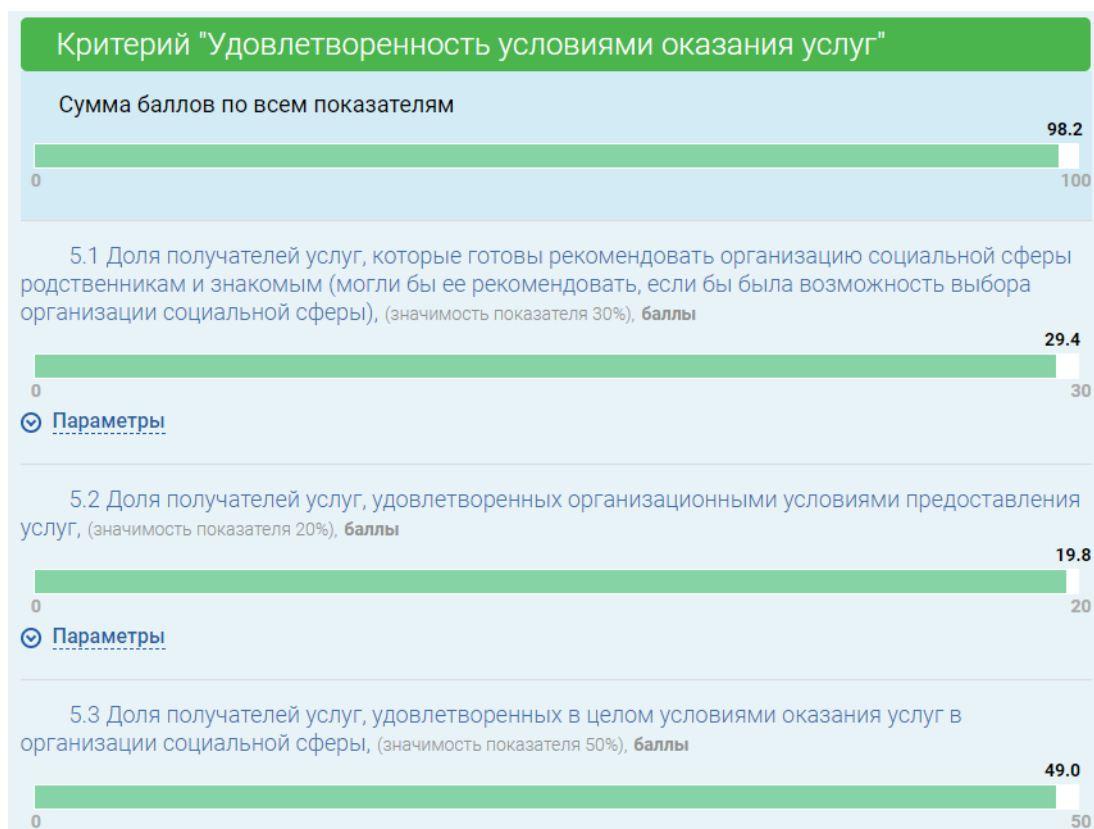 Критерий "Удовлетворенность условиями оказания услуг"
Сумма баллов по всем показателям
98.2
0 100
5.1 Доля получателей услуг, которые готовы рекомендовать организацию социальной сферы
родственникам и знакомым (могли бы ее рекомендовать, если бы была возможность выбора
организации социальной сферы), (значимость показателя 30%), баллы
29.4
0 30
Параметры
5.2 Доля получателей услуг, удовлетворенных организационными условиями предоставления
услуг, (значимость показателя 20%), баллы
19.8
0 20
Параметры
5.3 Доля получателей услуг, удовлетворенных в целом условиями оказания услуг в
организации социальной сферы, (значимость показателя 50%), баллы
49.0
0 50